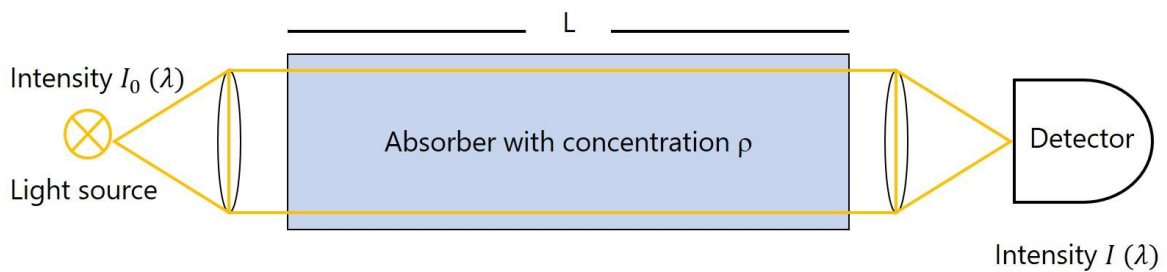 L
Intensity I₀ (λ)
Light source
Absorber with concentration ρ
Detector
Intensity I (λ)